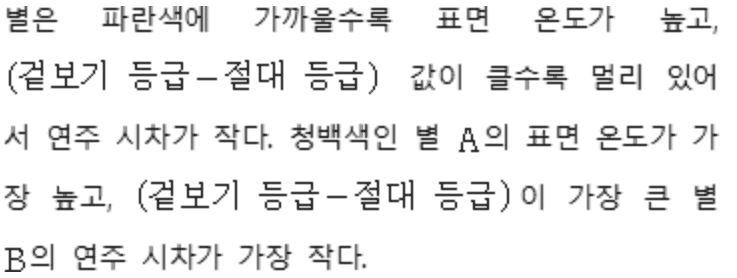 별은 파란색에 가까울수록 표면 온도가 높고,
(겉보기 등급-절대 등급) 값이 클수록 멀리 있어
서 연주 시차가 작다. 청백색인 별 A의 표면 온도가 가
장 높고, (겉보기 등급-절대 등급)이 가장 큰 별
B의 연주 시차가 가장 작다.